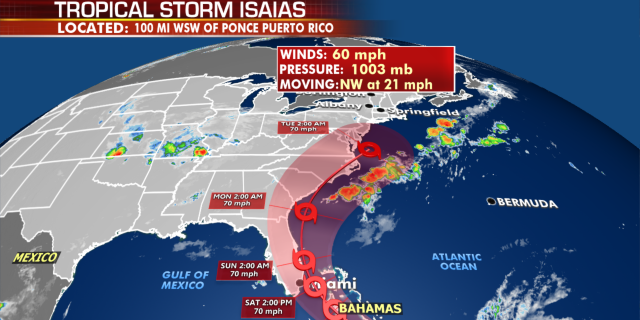 TROPICAL STORM ISAIAS
LOCATED: 100 MI WSW OF PONCE PUERTO RICO
WINDS: 60 mph
PRESSURE: 1003 mb
MOVING:NW at 21 mph
Albany
Springfield
TUE 2:00 AM
70 mph
MON 2:00 AM
70 mph
BERMUDA
MEXICO
SUN 2:00 AM
70 mph
GULF OF
MEXICO
ATLANTIC
OCEAN
Miami
SAT 2:00 PM
70 mph
BAHAMAS